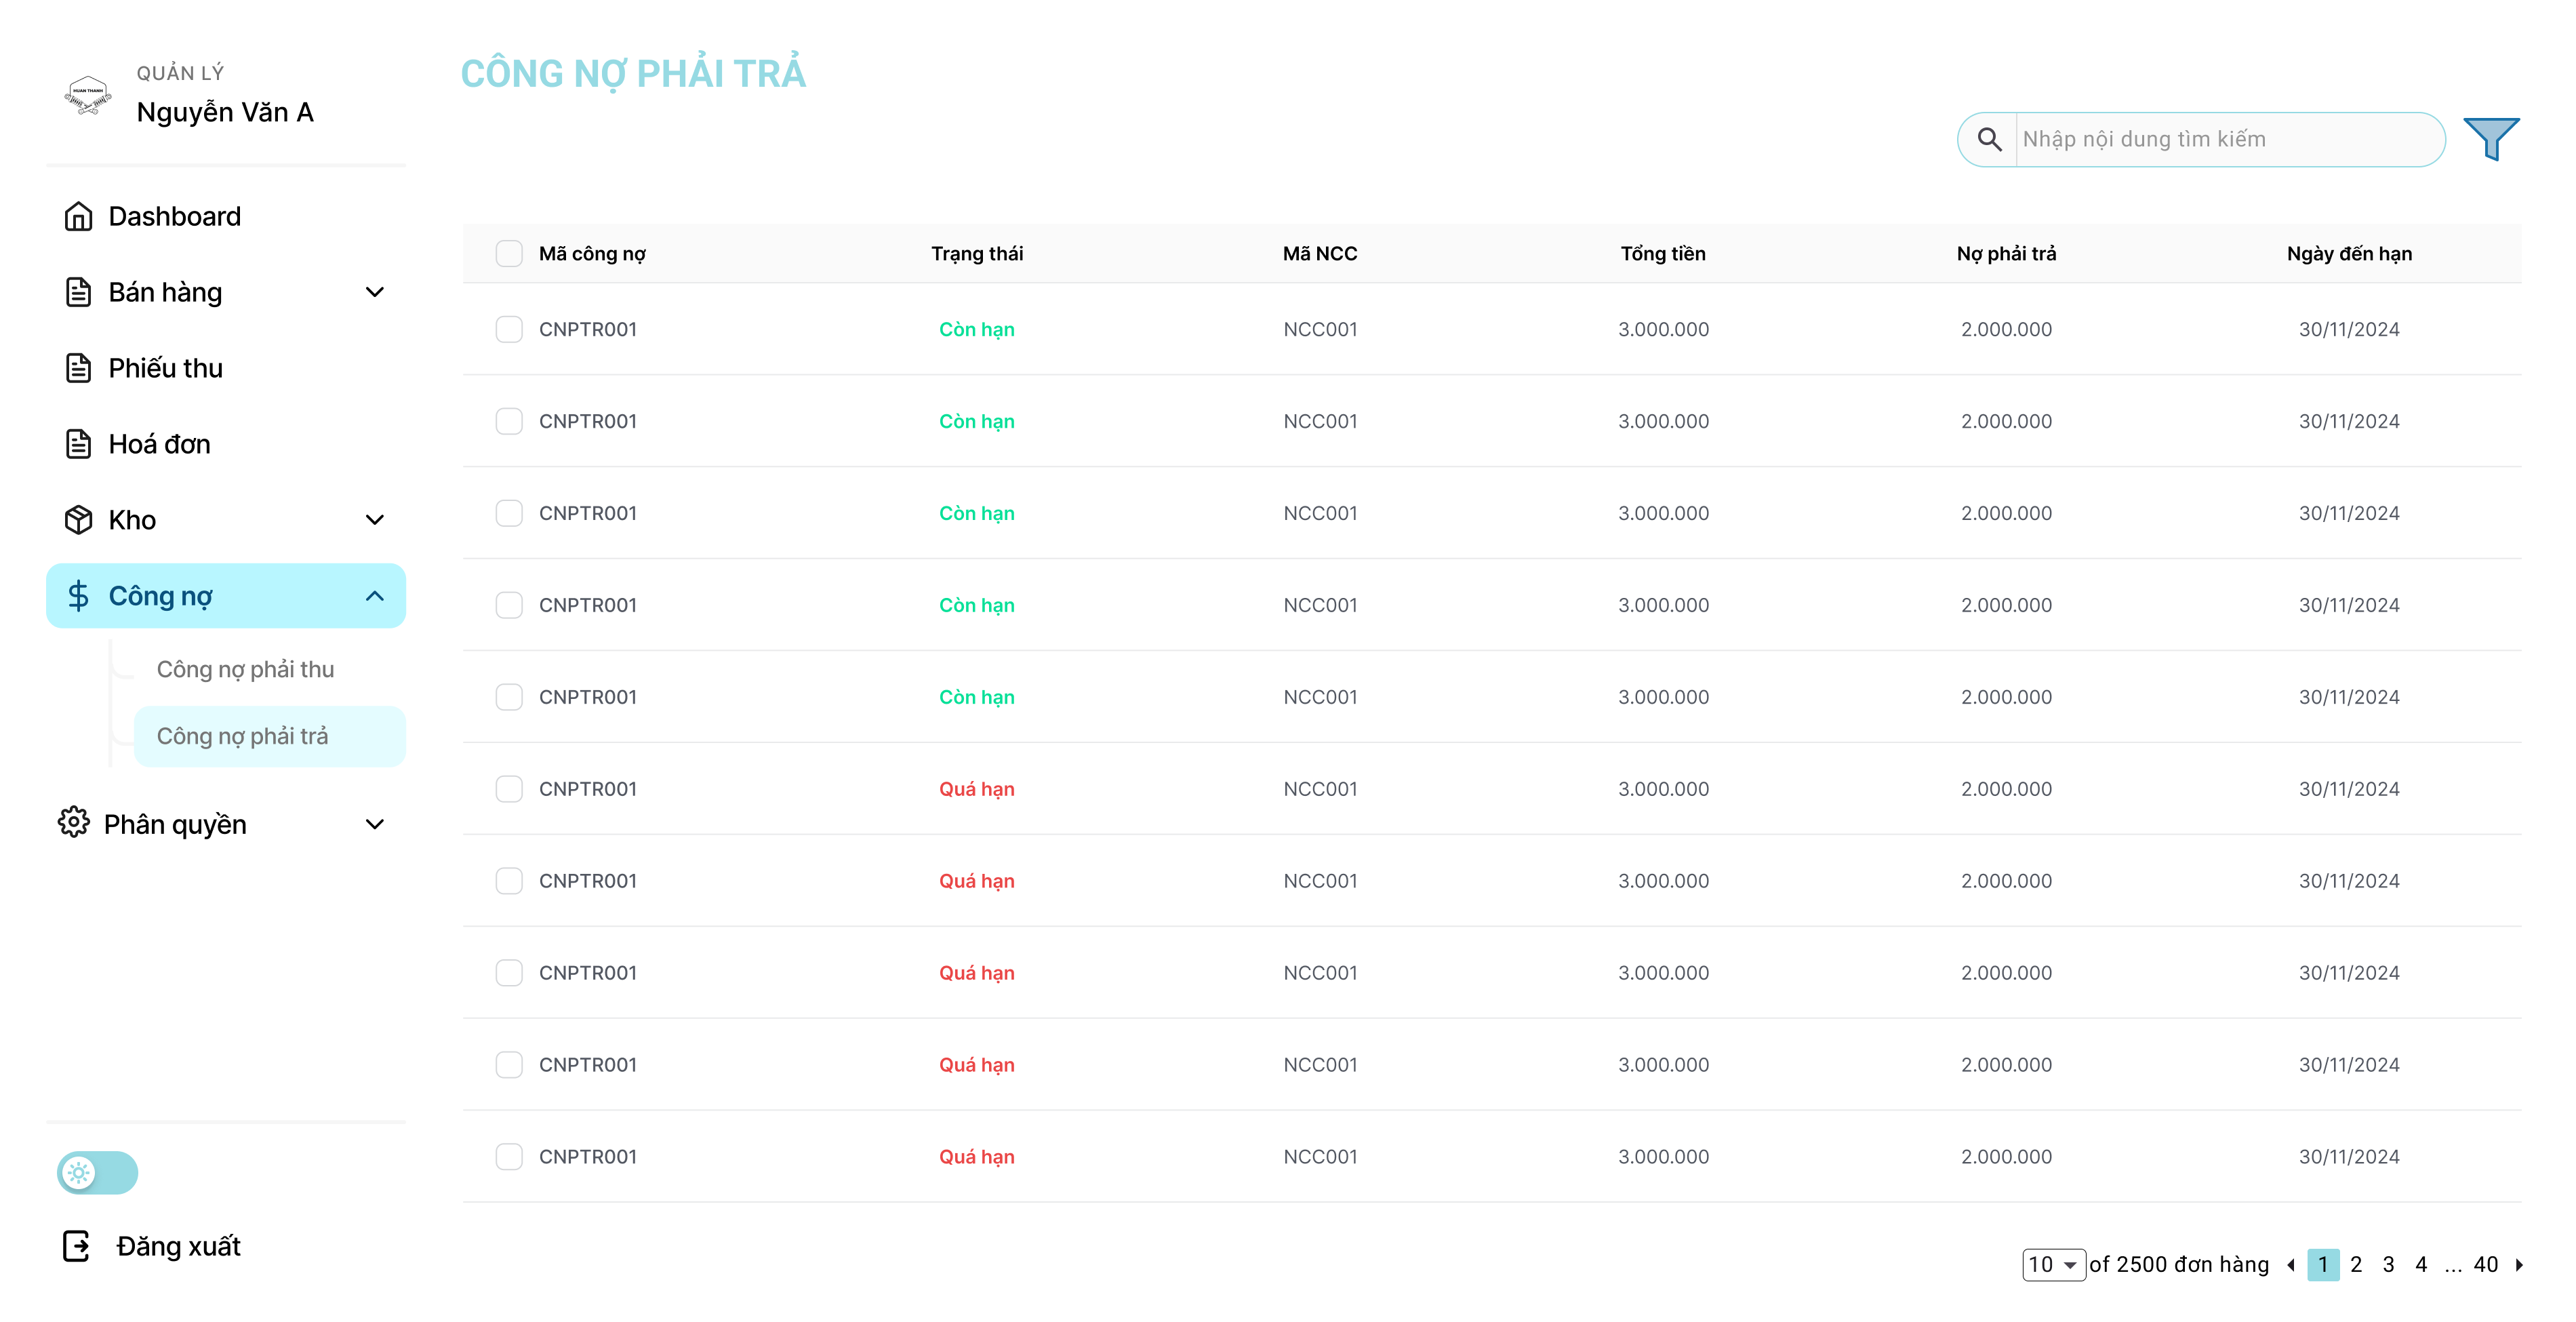 HUAN THANH
QUẢN LÝ
Nguyễn Văn A
Dashboard
Bán hàng
Phiếu thu
Hoá đơn
Kho
Công nợ
Công nợ phải thu
Công nợ phải trả
Phân quyền
Đăng xuất
CÔNG NỢ PHẢI TRẢ
Nhập nội dung tìm kiếm
Mã công nợ Trạng thái Mã NCC Tổng tiền Nợ phải trả Ngày đến hạn
CNPTR001 Còn hạn NCC001 3.000.000 2.000.000 30/11/2024
CNPTR001 Còn hạn NCC001 3.000.000 2.000.000 30/11/2024
CNPTR001 Còn hạn NCC001 3.000.000 2.000.000 30/11/2024
CNPTR001 Còn hạn NCC001 3.000.000 2.000.000 30/11/2024
CNPTR001 Còn hạn NCC001 3.000.000 2.000.000 30/11/2024
CNPTR001 Quá hạn NCC001 3.000.000 2.000.000 30/11/2024
CNPTR001 Quá hạn NCC001 3.000.000 2.000.000 30/11/2024
CNPTR001 Quá hạn NCC001 3.000.000 2.000.000 30/11/2024
CNPTR001 Quá hạn NCC001 3.000.000 2.000.000 30/11/2024
CNPTR001 Quá hạn NCC001 3.000.000 2.000.000 30/11/2024
10 of 2500 đơn hàng 1 2 3 4 ... 40